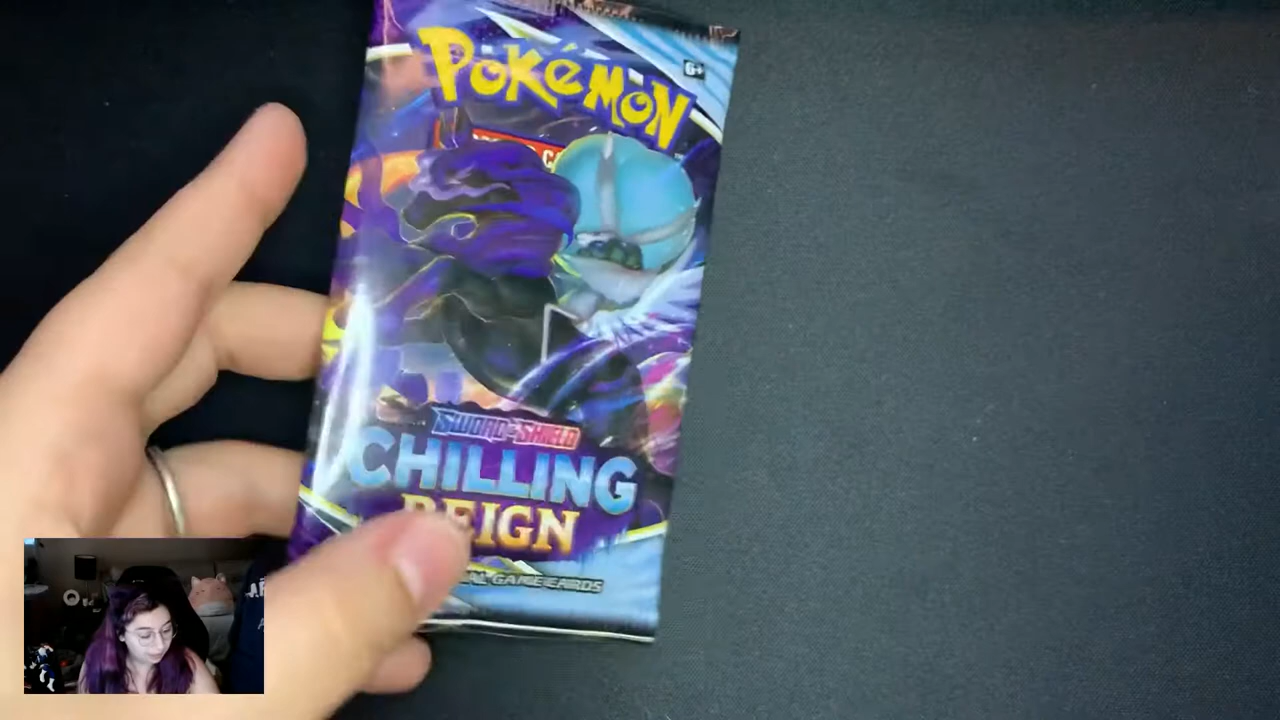 POKéMON
6+
SWORD & SHIELD
CHILLING
REIGN
GAME CARDS